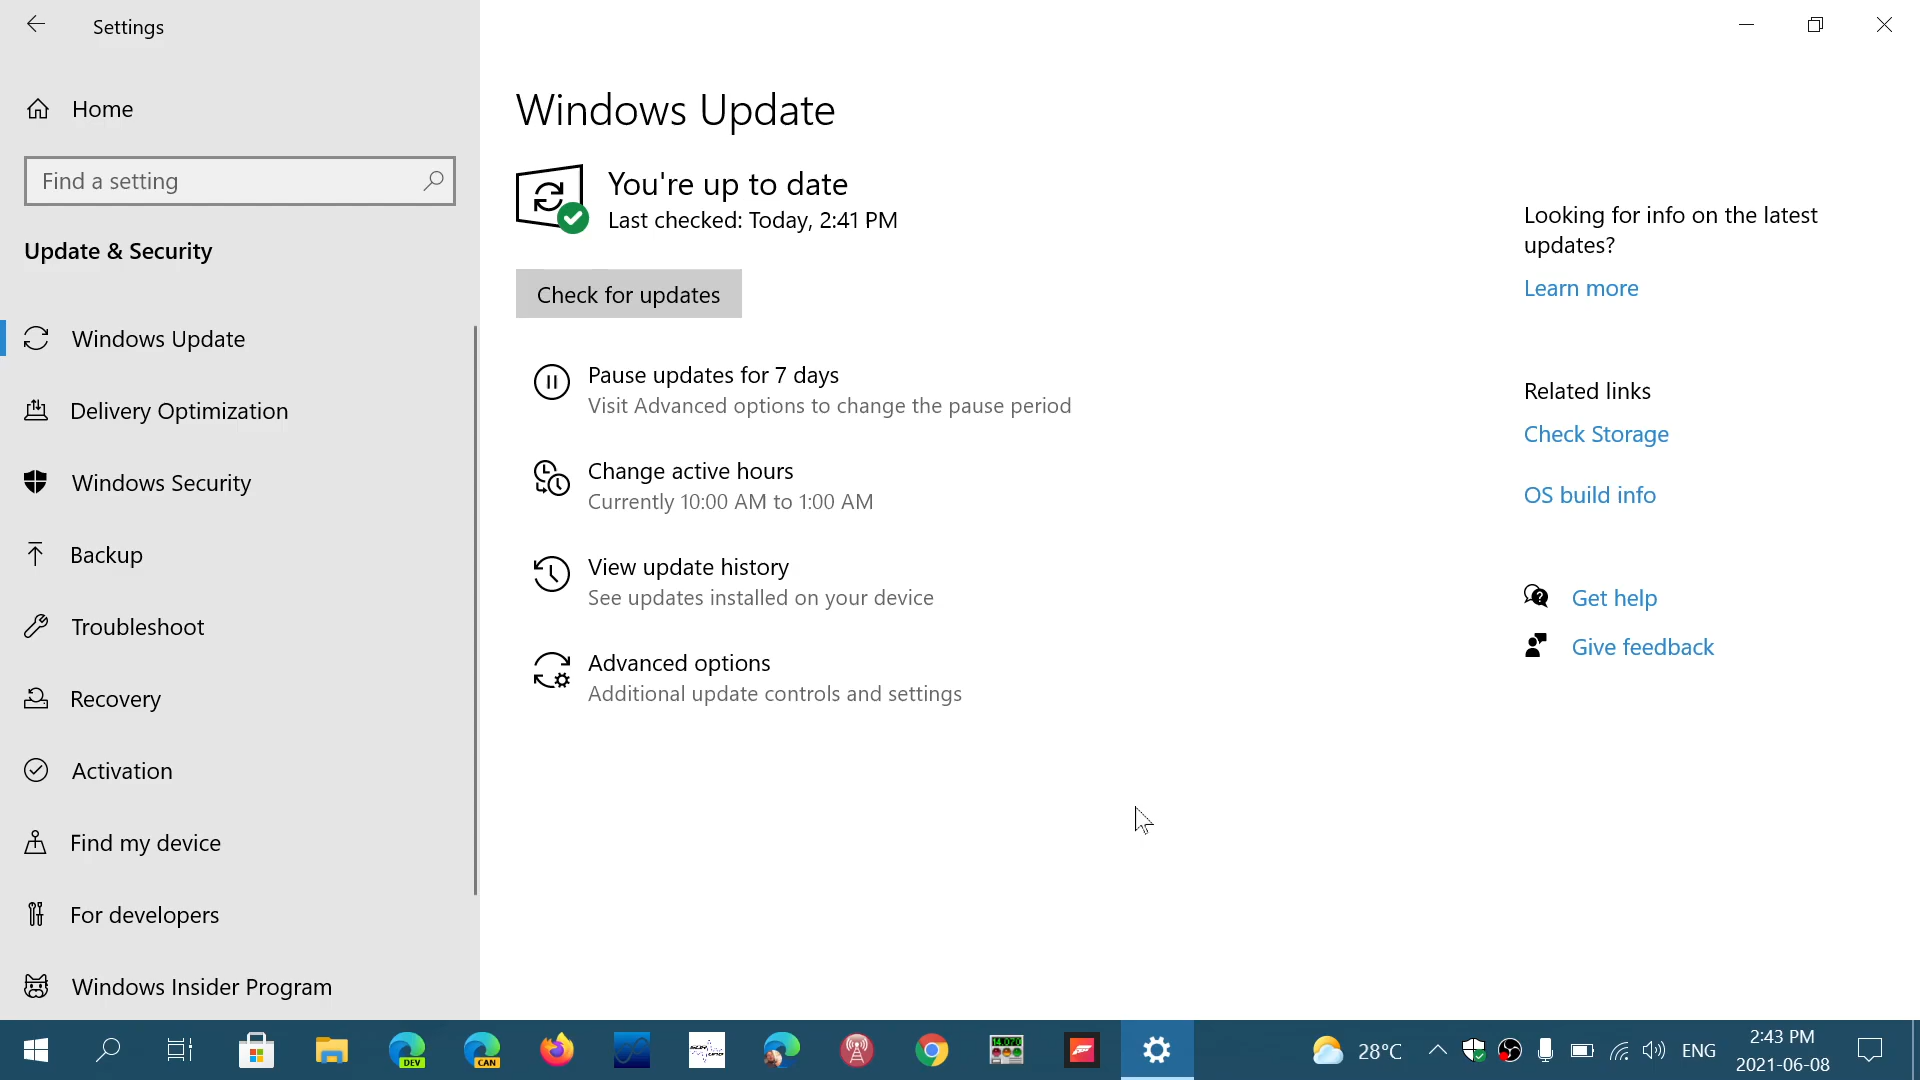 Settings
Home
Find a setting
Update & Security
Windows Update
Delivery Optimization
Windows Security
Backup
Troubleshoot
Recovery
Activation
Find my device
For developers
Windows Insider Program
Windows Update
You're up to date
Last checked: Today, 2:41 PM
Check for updates
Pause updates for 7 days
Visit Advanced options to change the pause period
Change active hours
Currently 10:00 AM to 1:00 AM
View update history
See updates installed on your device
Advanced options
Additional update controls and settings
Looking for info on the latest
updates?
Learn more
Related links
Check Storage
OS build info
Get help
Give feedback
DEV
CAN
14.070
28°C
ENG
2:43 PM
2021-06-08